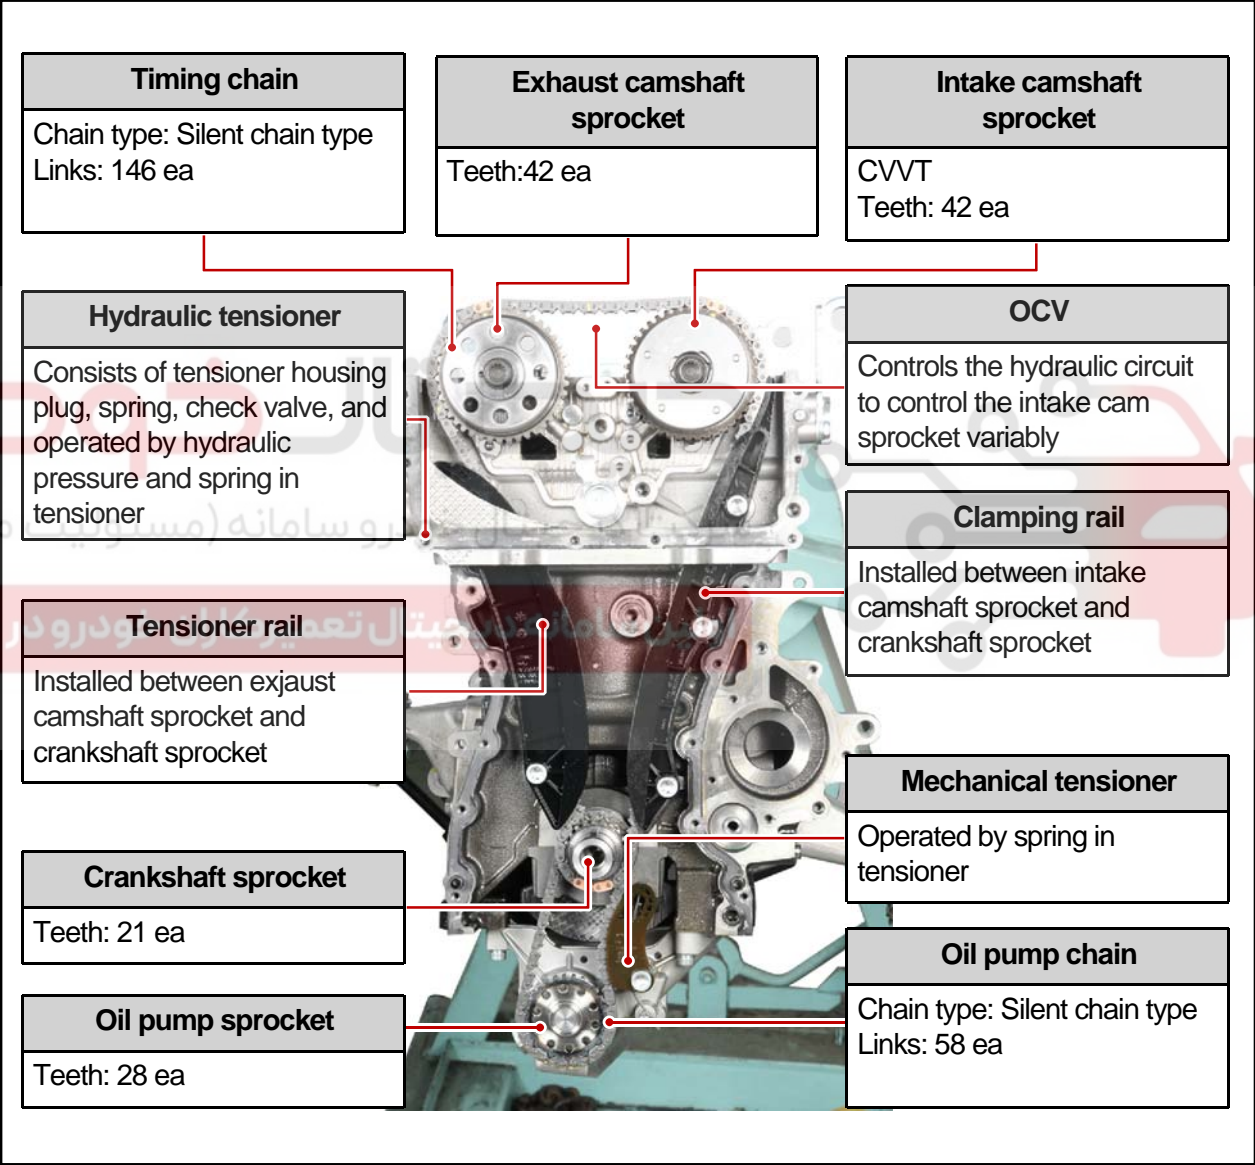 Timing chain
Chain type: Silent chain type
Links: 146 ea
Exhaust camshaft
sprocket
Teeth:42 ea
Intake camshaft
sprocket
CVVT
Teeth: 42 ea
Hydraulic tensioner
Consists of tensioner housing
plug, spring, check valve, and
operated by hydraulic
pressure and spring in
tensioner
OCV
Controls the hydraulic circuit
to control the intake cam
sprocket variably
Clamping rail
Installed between intake
camshaft sprocket and
crankshaft sprocket
Tensioner rail
Installed between exjaust
camshaft sprocket and
crankshaft sprocket
Mechanical tensioner
Operated by spring in
tensioner
Crankshaft sprocket
Teeth: 21 ea
Oil pump chain
Chain type: Silent chain type
Links: 58 ea
Oil pump sprocket
Teeth: 28 ea